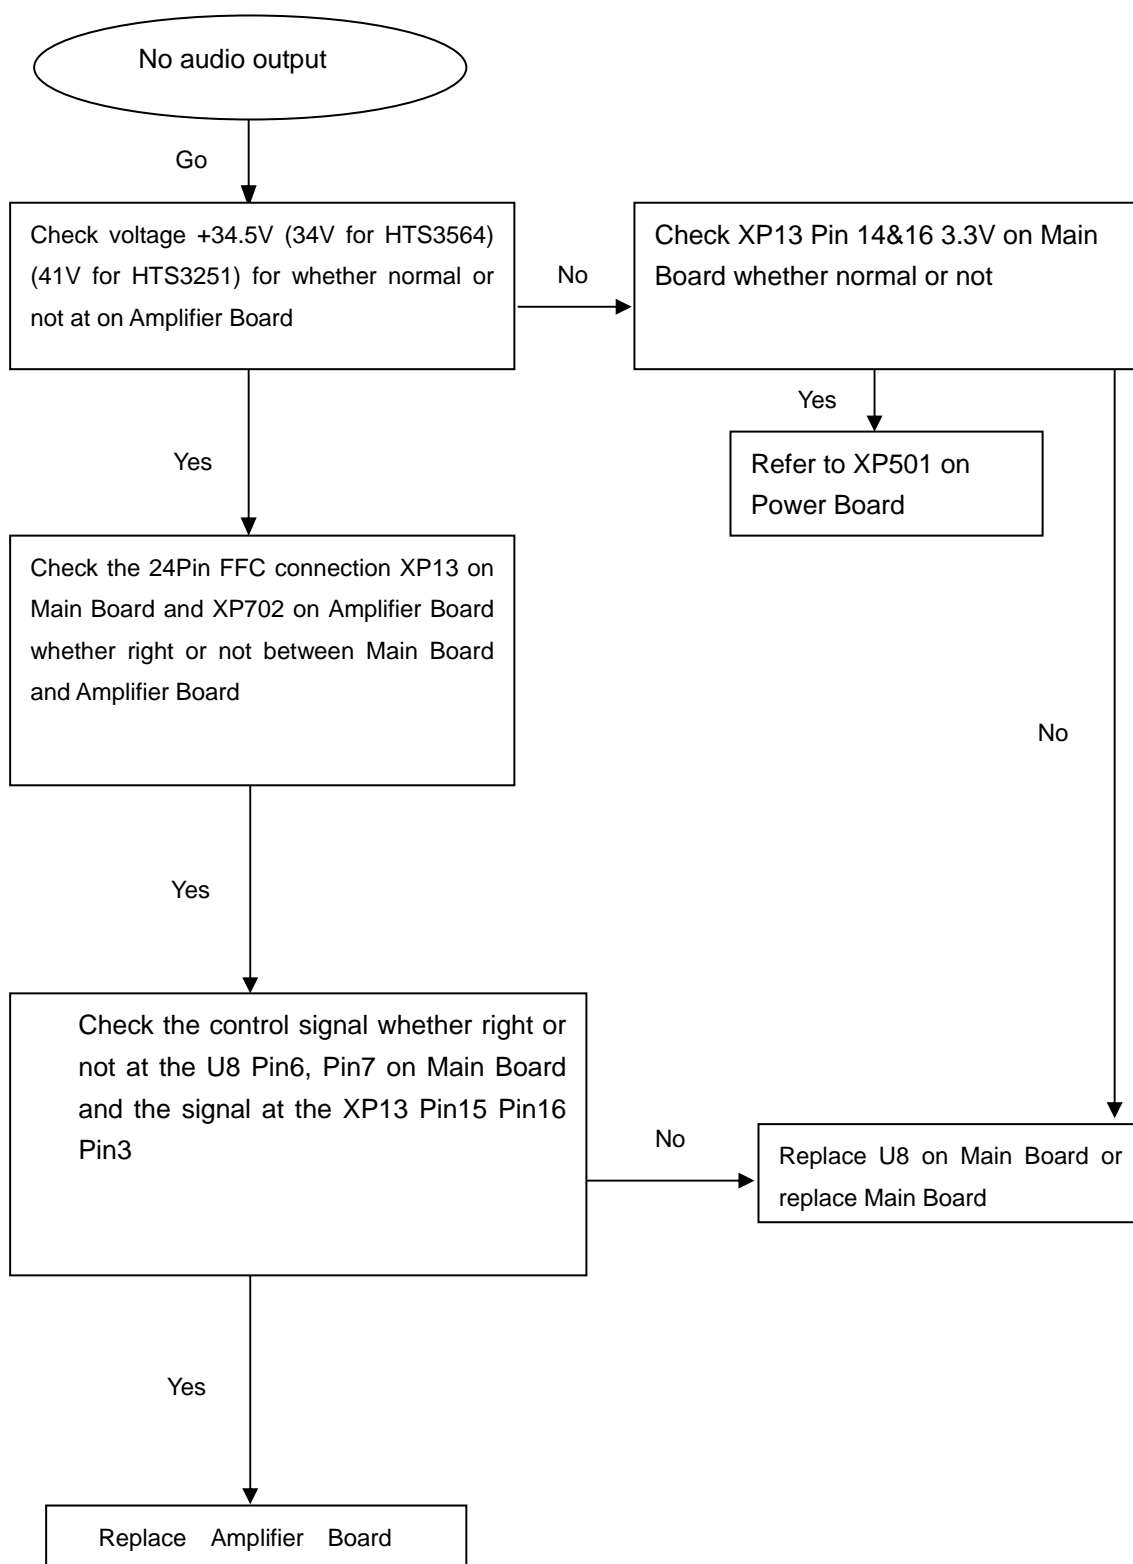 No audio output
Go
Check voltage +34.5V (34V for HTS3564)
(41V for HTS3251) for whether normal or
not at on Amplifier Board
No
Check XP13 Pin 14&16 3.3V on Main
Board whether normal or not
Yes
Refer to XP501 on
Power Board
Yes
Check the 24Pin FFC connection XP13 on
Main Board and XP702 on Amplifier Board
whether right or not between Main Board
and Amplifier Board
No
Yes
Check the control signal whether right or
not at the U8 Pin6, Pin7 on Main Board
and the signal at the XP13 Pin15 Pin16
Pin3
No
Replace U8 on Main Board or
replace Main Board
Yes
Replace Amplifier Board